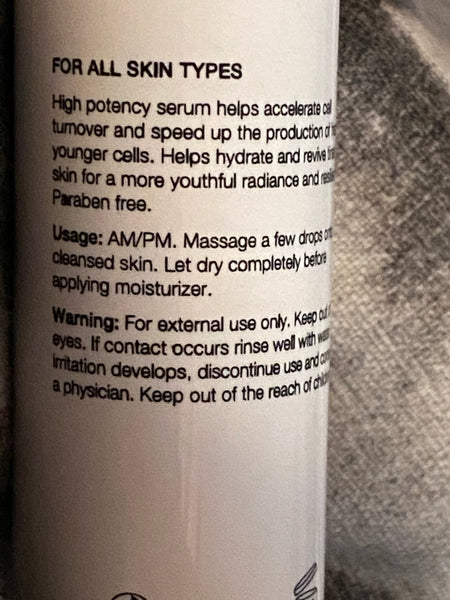 FOR ALL SKIN TYPES
High potency serum helps accelerate cell
turnover and speed up the production of
younger cells. Helps hydrate and revive
skin for a more youthful radiance and
Paraben free.
Usage: AM/PM. Massage a few drops
cleansed skin. Let dry completely before
applying moisturizer.
Warning: For external use only. Keep out
eyes. If contact occurs rinse well with
irritation develops, discontinue use and
a physician. Keep out of the reach of